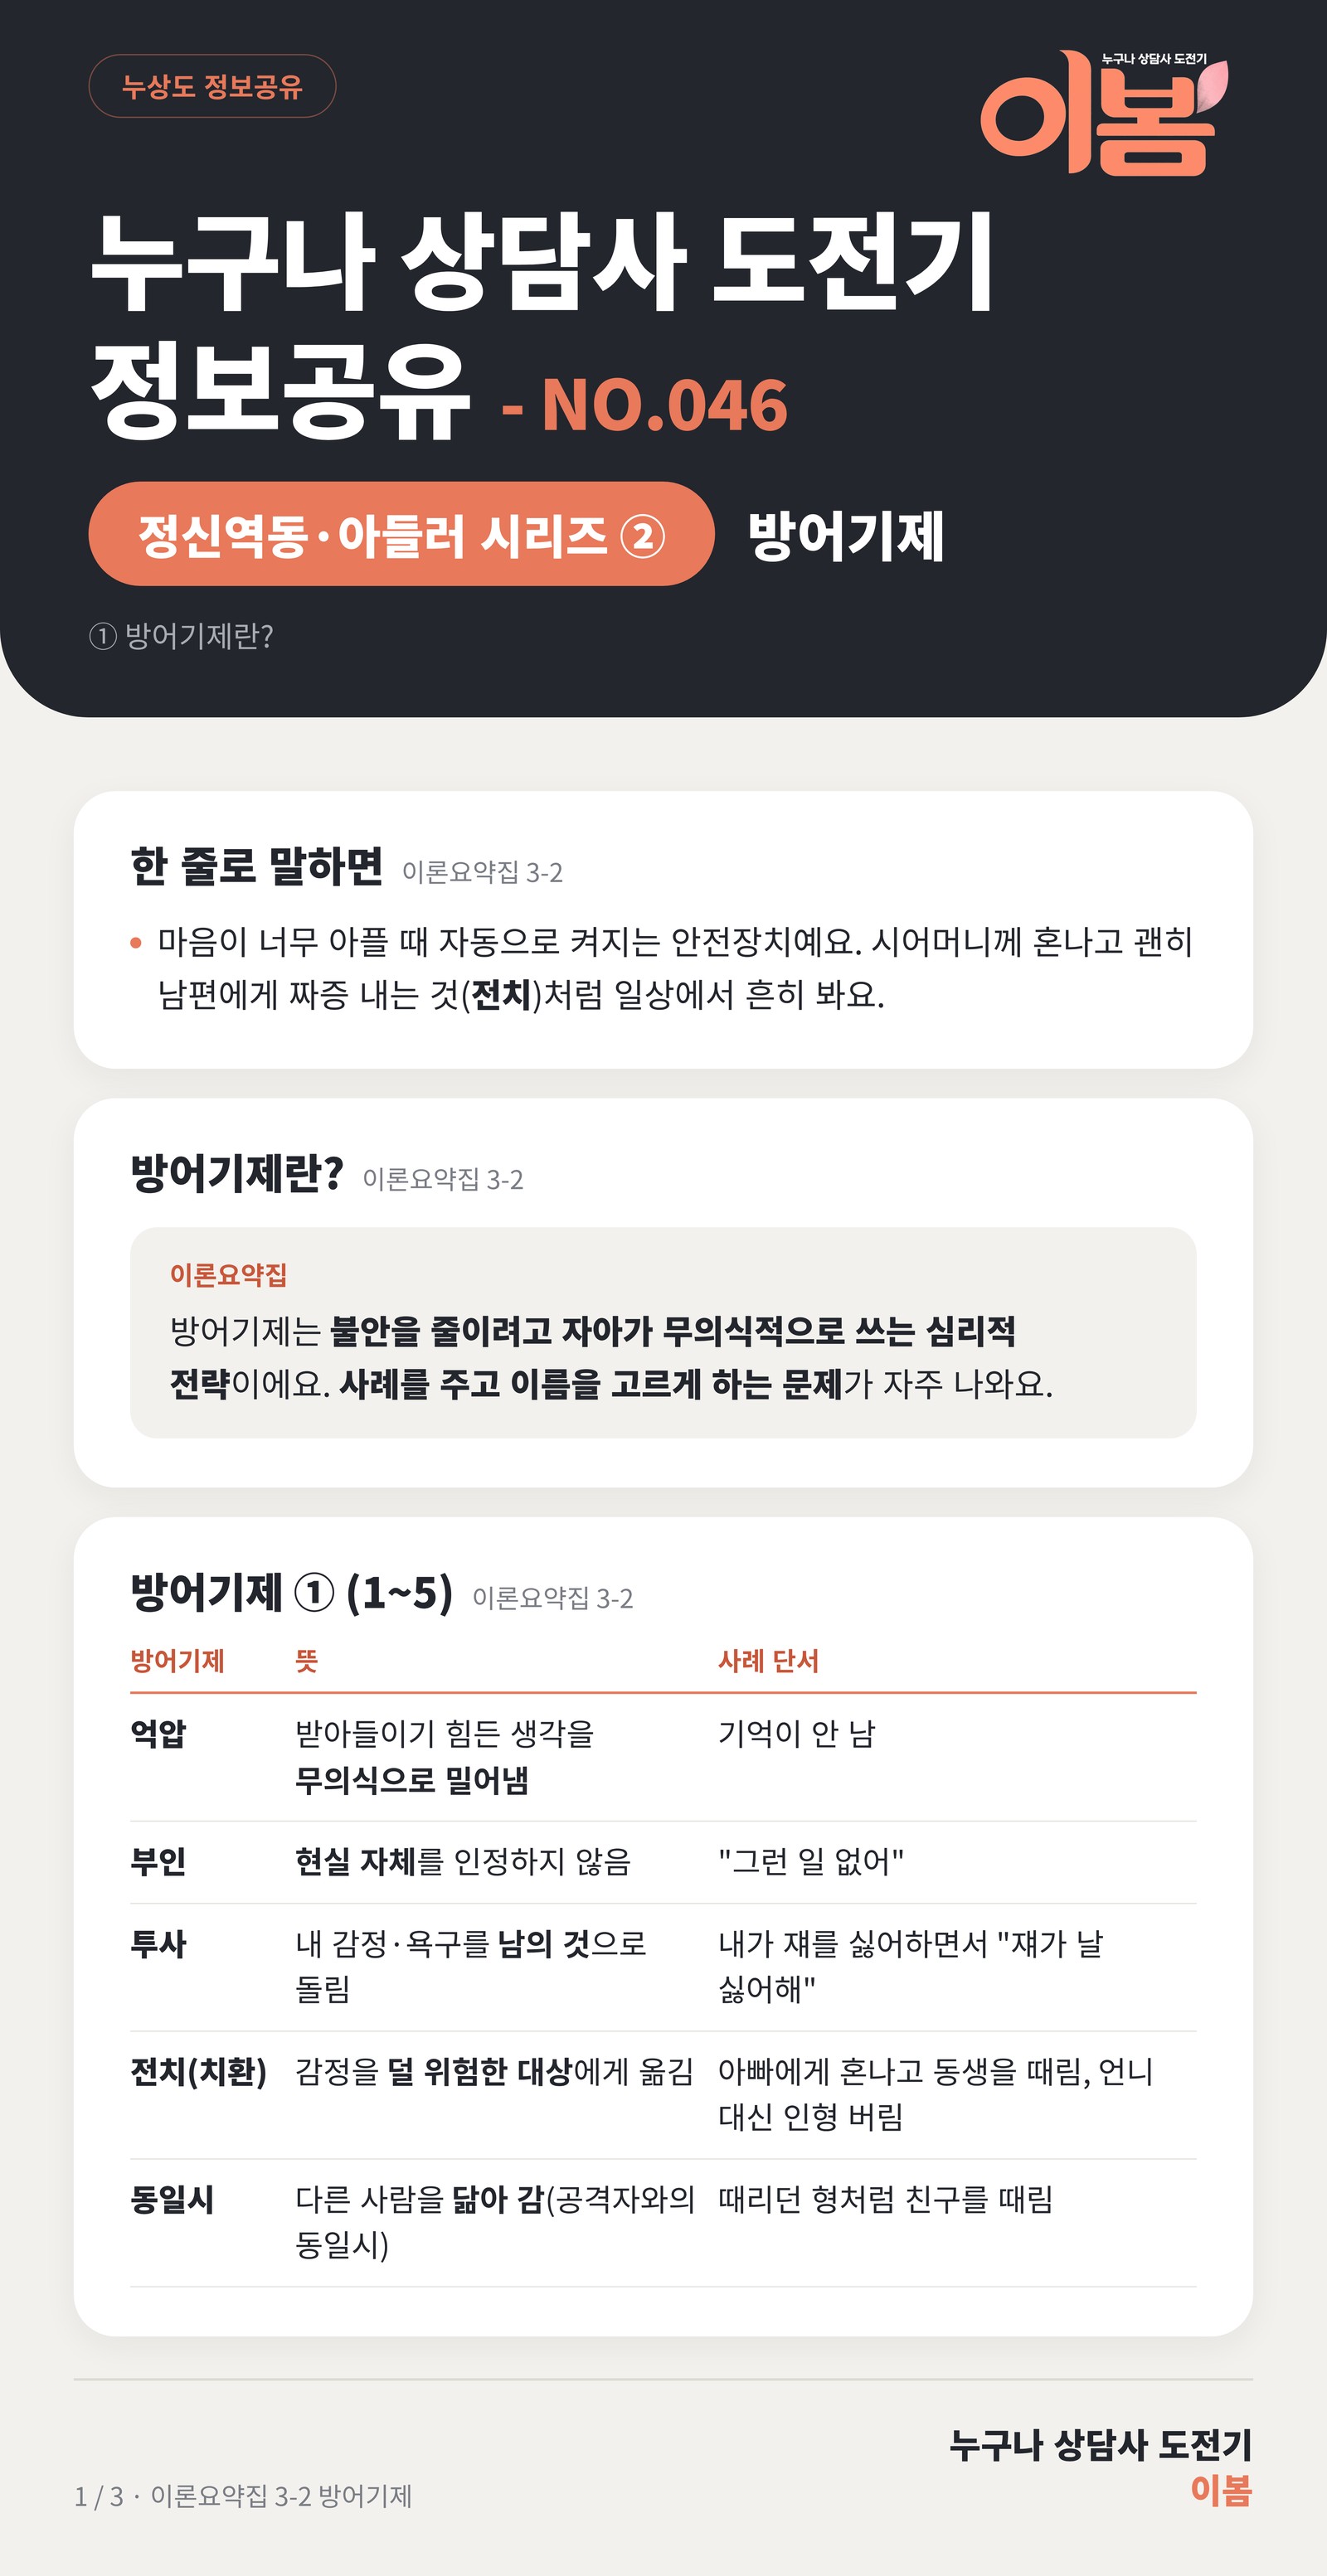 누상도 정보공유
누구나 상담사 도전기
이봄
누구나 상담사 도전기
정보공유 - NO.046
정신역동·아들러 시리즈 ② 방어기제
① 방어기제란?
한 줄로 말하면 이론요약집 3-2
• 마음이 너무 아플 때 자동으로 켜지는 안전장치예요. 시어머니께 혼나고 괜히
남편에게 짜증 내는 것(전치)처럼 일상에서 흔히 봐요.
방어기제란? 이론요약집 3-2
이론요약집
방어기제는 불안을 줄이려고 자아가 무의식적으로 쓰는 심리적
전략이에요. 사례를 주고 이름을 고르게 하는 문제가 자주 나와요.
방어기제 ① (1~5) 이론요약집 3-2
방어기제 뜻 사례 단서
억압 받아들이기 힘든 생각을 기억이 안 남
무의식으로 밀어냄
부인 현실 자체를 인정하지 않음 "그런 일 없어"
투사 내 감정·욕구를 남의 것으로 내가 쟤를 싫어하면서 "쟤가 날
돌림 싫어해"
전치(치환) 감정을 덜 위험한 대상에게 옮김 아빠에게 혼나고 동생을 때림, 언니
대신 인형 버림
동일시 다른 사람을 닮아 감(공격자와의 때리던 형처럼 친구를 때림
동일시)
누구나 상담사 도전기
1 / 3 · 이론요약집 3-2 방어기제 이봄